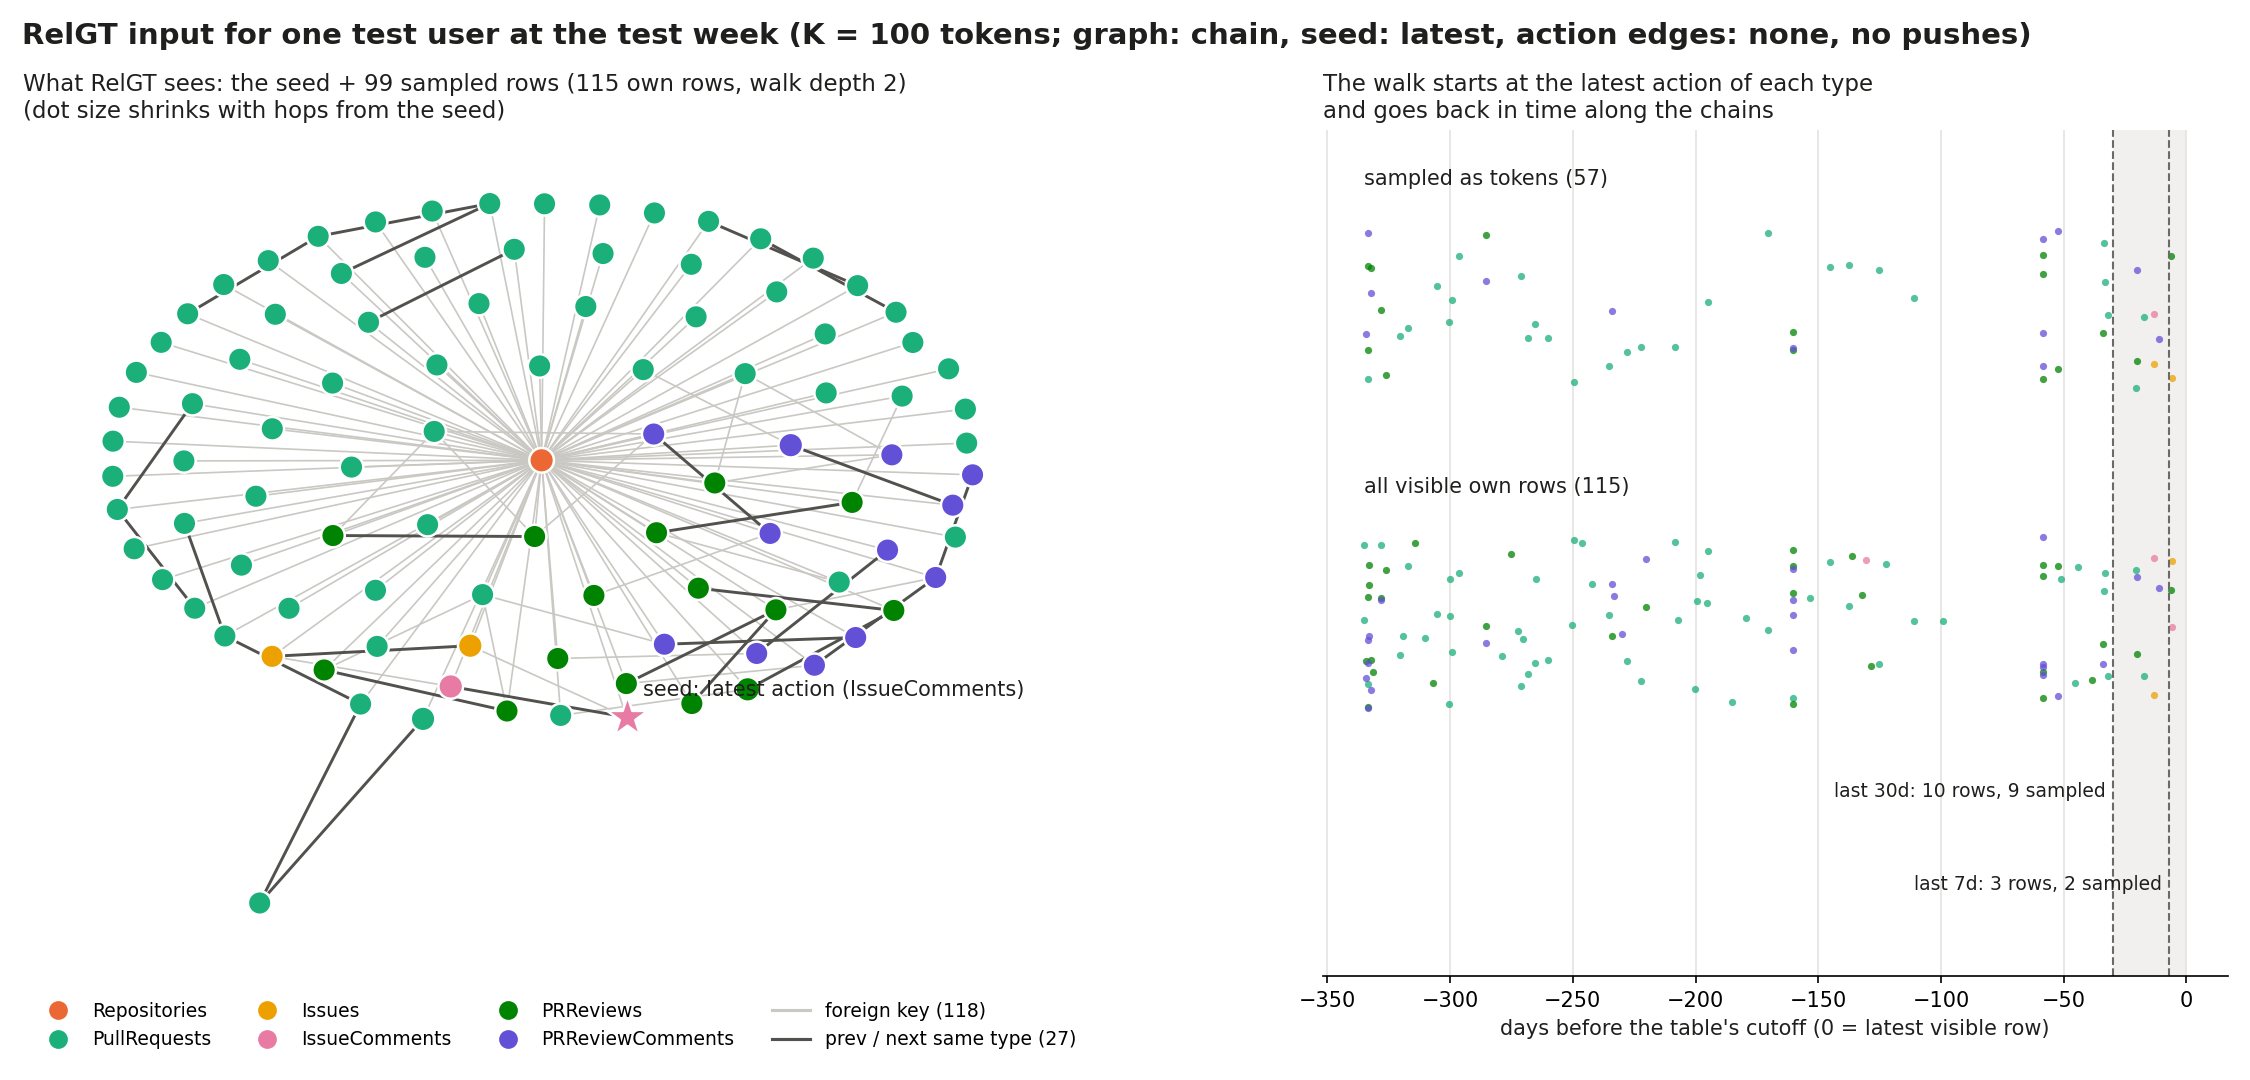 RelGT input for one test user at the test week (K = 100 tokens; graph: chain, seed: latest, action edges: none, no pushes)
What RelGT sees: the seed + 99 sampled rows (115 own rows, walk depth 2)
(dot size shrinks with hops from the seed)
seed: latest action (IssueComments)
Repositories
PullRequests
Issues
IssueComments
PRReviews
PRReviewComments
foreign key (118)
prev / next same type (27)
The walk starts at the latest action of each type
and goes back in time along the chains
sampled as tokens (57)
all visible own rows (115)
last 30d: 10 rows, 9 sampled
last 7d: 3 rows, 2 sampled
−350 −300 −250 −200 −150 −100 −50 0
days before the table's cutoff (0 = latest visible row)